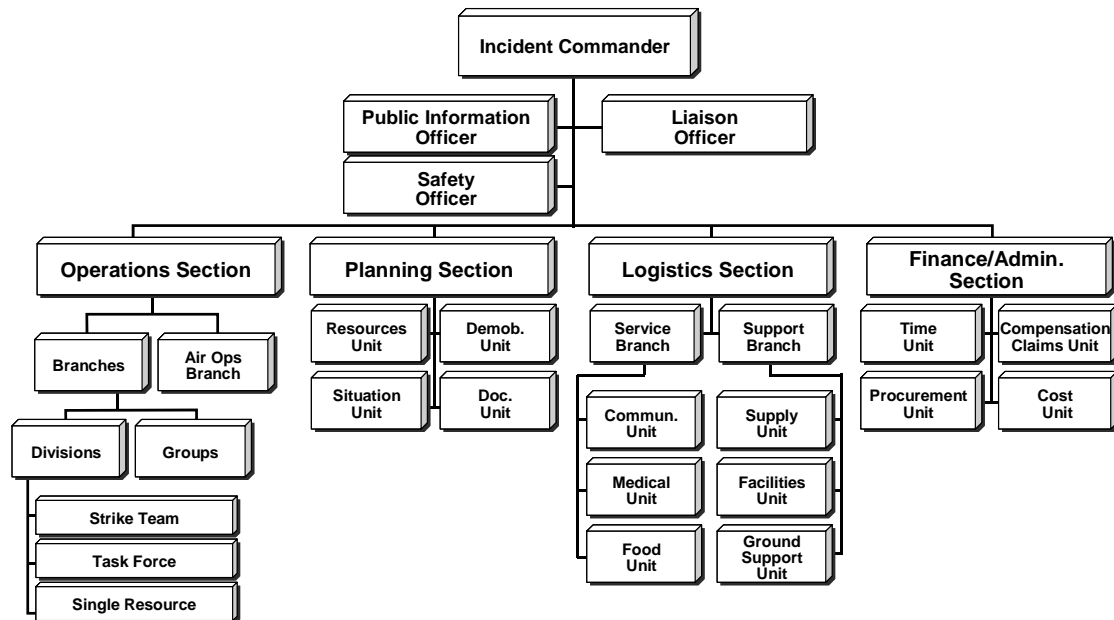 Incident Commander
Public Information
Officer
Liaison
Officer
Safety
Officer
Operations Section
Planning Section
Logistics Section
Finance/Admin.
Section
Branches
Air Ops
Branch
Divisions
Groups
Strike Team
Task Force
Single Resource
Resources
Unit
Demob.
Unit
Situation
Unit
Doc.
Unit
Service
Branch
Support
Branch
Commun.
Unit
Supply
Unit
Medical
Unit
Facilities
Unit
Food
Unit
Ground
Support
Unit
Time
Unit
Compensation
Claims Unit
Procurement
Unit
Cost
Unit